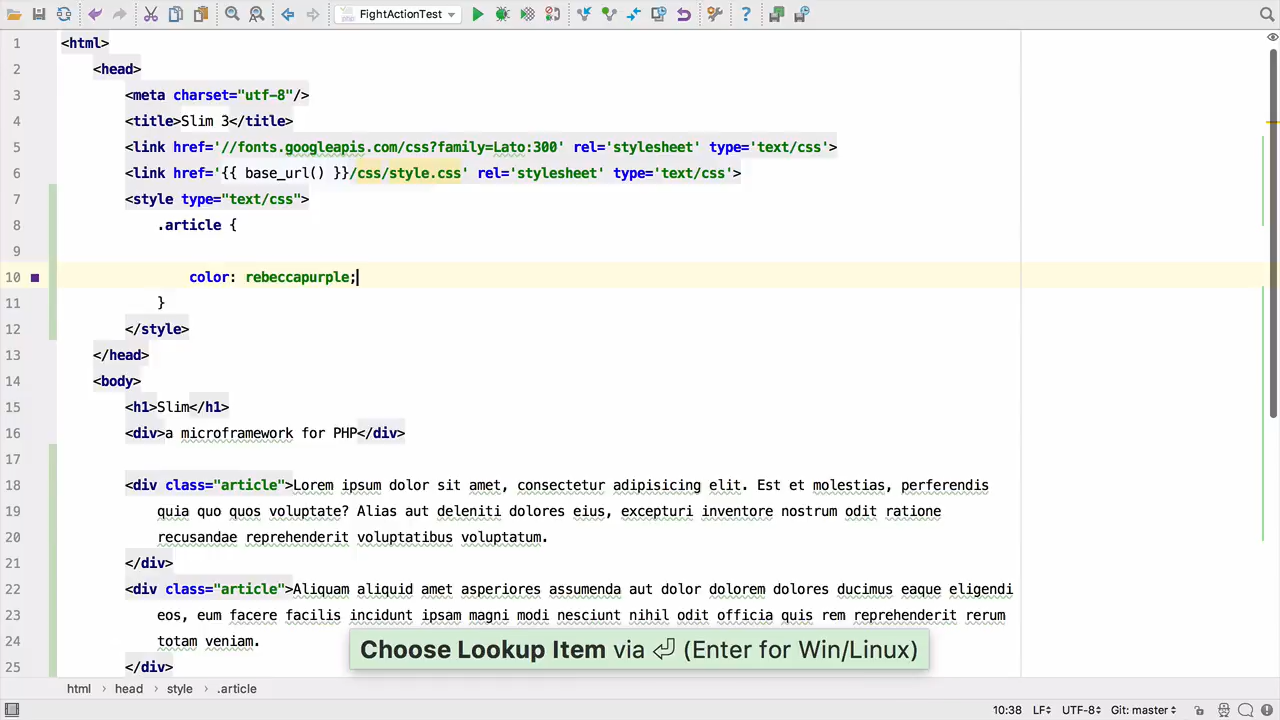 FightActionTest
1 <html>
2 <head>
3 <meta charset="utf-8"/>
4 <title>Slim 3</title>
5 <link href='//fonts.googleapis.com/css?family=Lato:300' rel='stylesheet' type='text/css'>
6 <link href='{{ base_url() }}/css/style.css' rel='stylesheet' type='text/css'>
7 <style type="text/css">
8 .article {
9
10 color: rebeccapurple;
11 }
12 </style>
13 </head>
14 <body>
15 <h1>Slim</h1>
16 <div>a microframework for PHP</div>
17
18 <div class="article">Lorem ipsum dolor sit amet, consectetur adipisicing elit. Est et molestias, perferendis
19 quia quo quos voluptate? Alias aut deleniti dolores eius, excepturi inventore nostrum odit ratione
20 recusandae reprehenderit voluptatibus voluptatum.
21 </div>
22 <div class="article">Aliquam aliquid amet asperiores assumenda aut dolor dolorem dolores ducimus eaque eligendi
23 eos, eum facere facilis incidunt ipsam magni modi nesciunt nihil odit officia quis rem reprehenderit rerum
24 totam veniam.
25 </div>
Choose Lookup Item via ⏎ (Enter for Win/Linux)
html › head › style › .article
10:38 LF UTF-8 Git: master